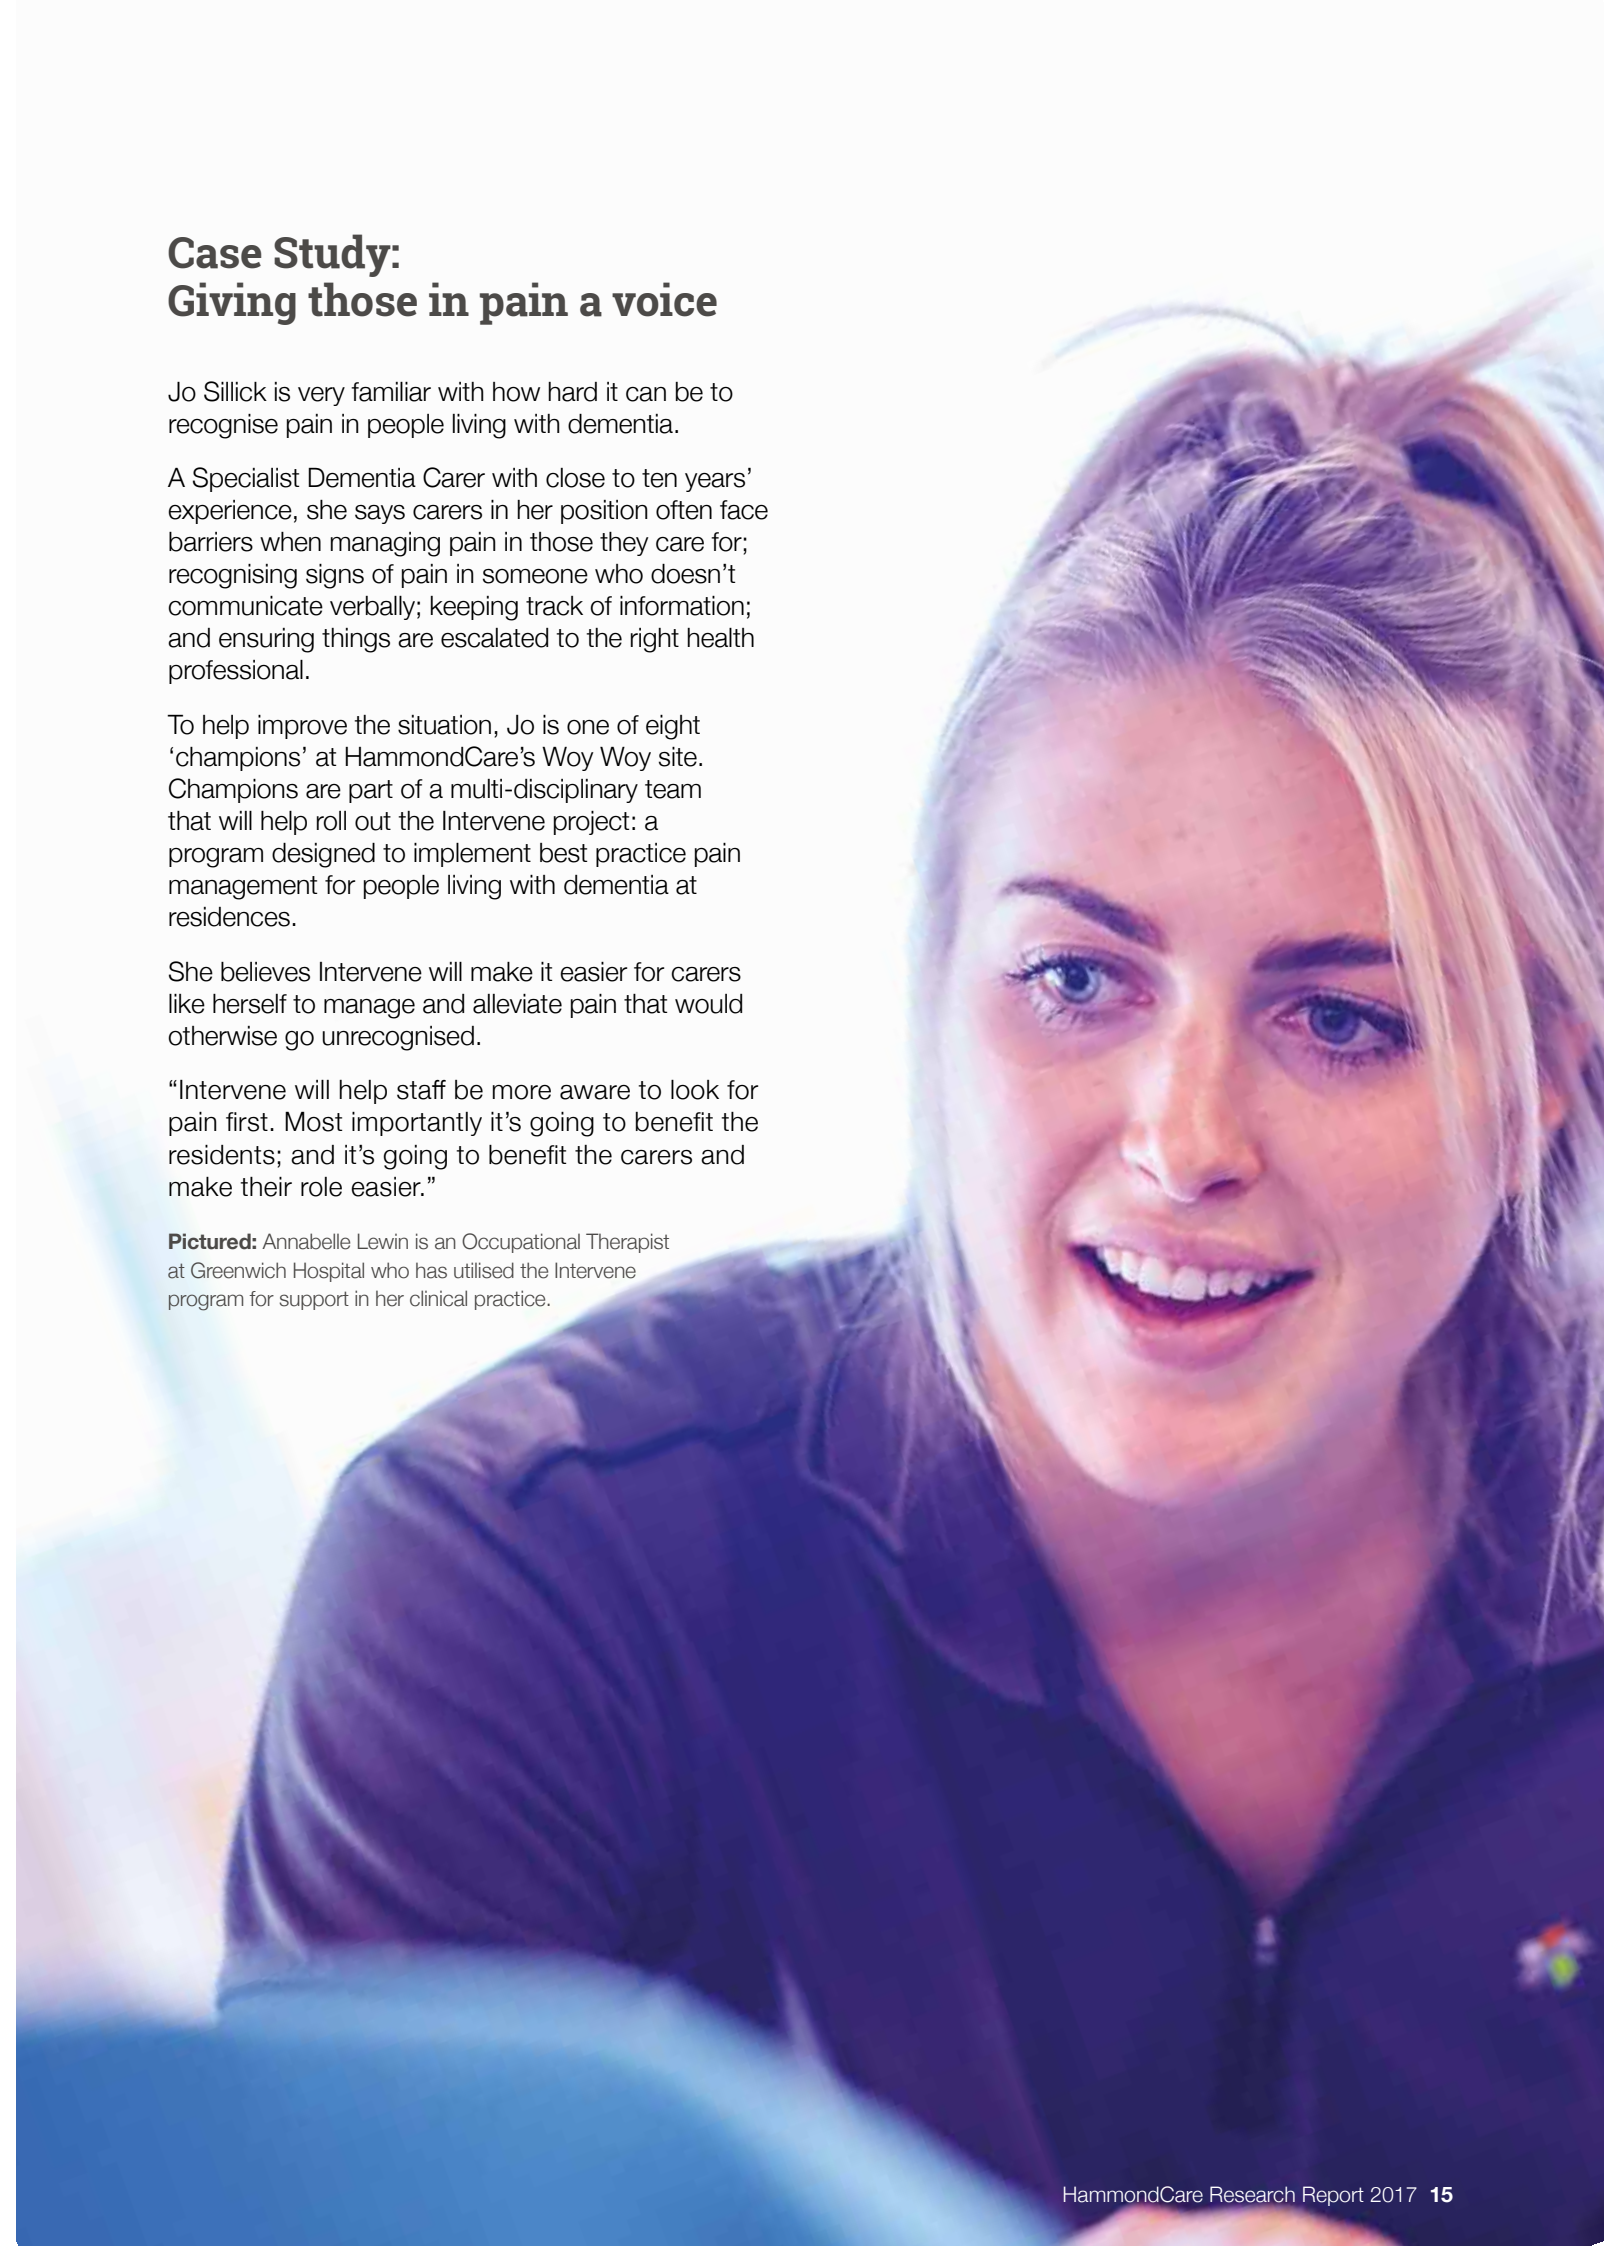 Case Study:
Giving those in pain a voice
Jo Sillick is very familiar with how hard it can be to
recognise pain in people living with dementia.
A Specialist Dementia Carer with close to ten years’
experience, she says carers in her position often face
barriers when managing pain in those they care for;
recognising signs of pain in someone who doesn’t
communicate verbally; keeping track of information;
and ensuring things are escalated to the right health
professional.
To help improve the situation, Jo is one of eight
‘champions’ at HammondCare’s Woy Woy site.
Champions are part of a multi-disciplinary team
that will help roll out the Intervene project: a
program designed to implement best practice pain
management for people living with dementia at
residences.
She believes Intervene will make it easier for carers
like herself to manage and alleviate pain that would
otherwise go unrecognised.
“Intervene will help staff be more aware to look for
pain first. Most importantly it’s going to benefit the
residents; and it’s going to benefit the carers and
make their role easier.”
Pictured: Annabelle Lewin is an Occupational Therapist
at Greenwich Hospital who has utilised the Intervene
program for support in her clinical practice.
HammondCare Research Report 2017 15